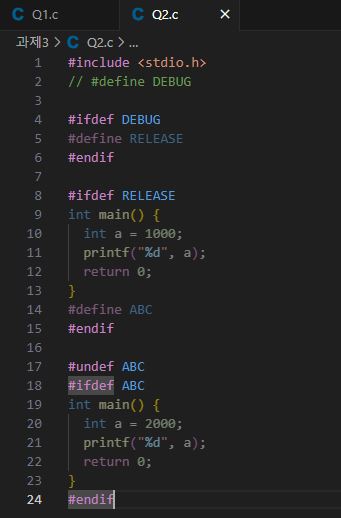 Q1.c Q2.c ×
과제3 > Q2.c > ...
1 #include <stdio.h>
2 // #define DEBUG
3
4 #ifdef DEBUG
5 #define RELEASE
6 #endif
7
8 #ifdef RELEASE
9 int main() {
10 int a = 1000;
11 printf("%d", a);
12 return 0;
13 }
14 #define ABC
15 #endif
16
17 #undef ABC
18 #ifdef ABC
19 int main() {
20 int a = 2000;
21 printf("%d", a);
22 return 0;
23 }
24 #endif